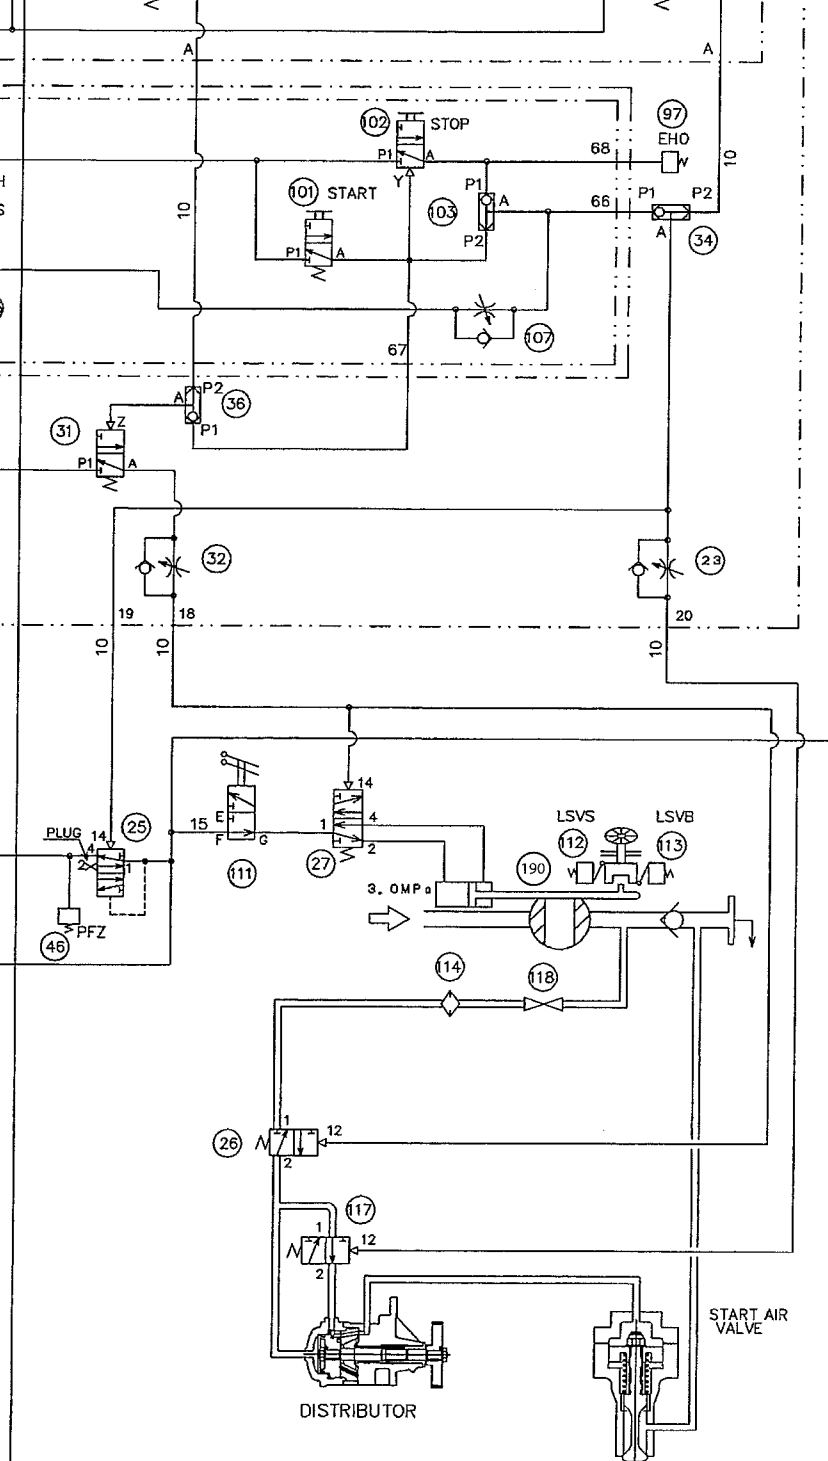 A
A
102
STOP
97
EHO
P1
A
68
10
H
S
Y
101
START
P1
P1
P2
10
103
A
66
P2
A
34
P1
A
107
67
A
P2
36
31
Z
P1
P1
A
32
23
19
18
20
10
10
10
14
LSVS
LSVB
PLUG
14
25
15
E
F
G
1
4
2
112
113
4
2
1
111
27
190
3.0MPa
46
PFZ
114
118
1
26
12
2
117
1
12
2
START AIR
VALVE
DISTRIBUTOR